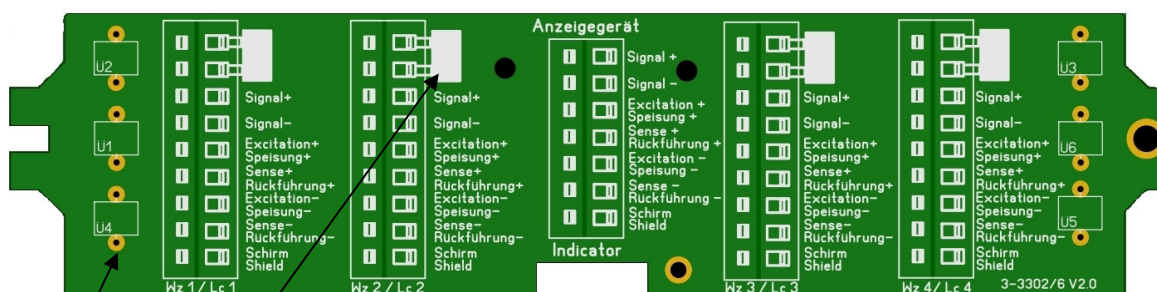 U2
U1
U4
Signal+
Signal-
Excitation+
Speisung+
Sense+
Rückführung+
Excitation-
Speisung-
Sense-
Rückführung-
Schirm
Shield
Wz 1 / Lc 1
Signal+
Signal-
Excitation+
Speisung+
Sense+
Rückführung+
Excitation-
Speisung-
Sense-
Rückführung-
Schirm
Shield
Wz 2 / Lc 2
Anzeigegerät
Signal +
Signal -
Excitation +
Speisung +
Sense +
Rückführung +
Excitation -
Speisung -
Sense -
Rückführung -
Schirm
Shield
Indicator
Signal+
Signal-
Excitation+
Speisung+
Sense+
Rückführung+
Excitation-
Speisung-
Sense-
Rückführung-
Schirm
Shield
Wz 3 / Lc 3
Signal+
Signal-
Excitation+
Speisung+
Sense+
Rückführung+
Excitation-
Speisung-
Sense-
Rückführung-
Schirm
Shield
Wz 4 / Lc 4
U3
U6
U5
3-3302/6 V2.0